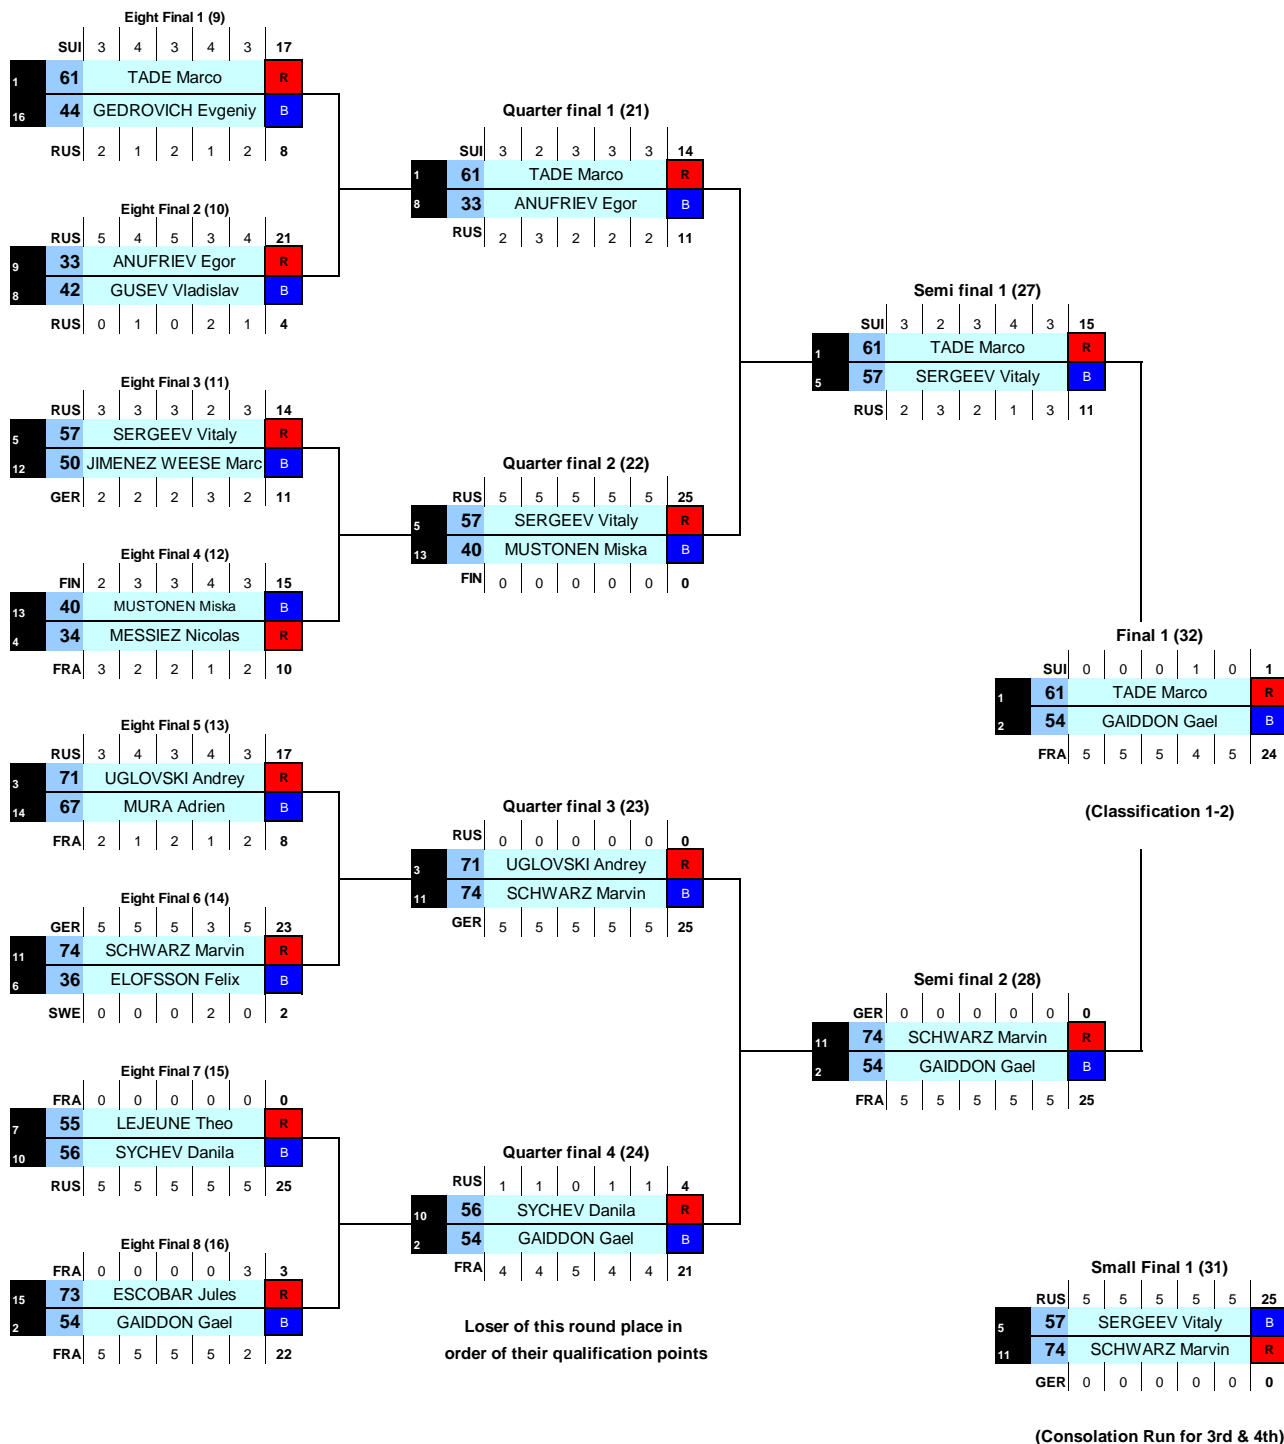 Eight Final 1 (9)
SUI 3 4 3 4 3 17
1 61 TADE Marco R
16 44 GEDROVICH Evgeniy B
RUS 2 1 2 1 2 8
Eight Final 2 (10)
RUS 5 4 5 3 4 21
9 33 ANUFRIEV Egor R
8 42 GUSEV Vladislav B
RUS 0 1 0 2 1 4
Eight Final 3 (11)
RUS 3 3 3 2 3 14
5 57 SERGEEV Vitaly R
12 50 JIMENEZ WEESE Marc B
GER 2 2 2 3 2 11
Eight Final 4 (12)
FIN 2 3 3 4 3 15
13 40 MUSTONEN Miska B
4 34 MESSIEZ Nicolas R
FRA 3 2 2 1 2 10
Eight Final 5 (13)
RUS 3 4 3 4 3 17
3 71 UGLOVSKI Andrey R
14 67 MURA Adrien B
FRA 2 1 2 1 2 8
Eight Final 6 (14)
GER 5 5 5 3 5 23
11 74 SCHWARZ Marvin R
6 36 ELOFSSON Felix B
SWE 0 0 0 2 0 2
Eight Final 7 (15)
FRA 0 0 0 0 0 0
7 55 LEJEUNE Theo R
10 56 SYCHEV Danila B
RUS 5 5 5 5 5 25
Eight Final 8 (16)
FRA 0 0 0 0 3 3
15 73 ESCOBAR Jules R
2 54 GAIDDON Gael B
FRA 5 5 5 5 2 22
Quarter final 1 (21)
SUI 3 2 3 3 3 14
1 61 TADE Marco R
8 33 ANUFRIEV Egor B
RUS 2 3 2 2 2 11
Quarter final 2 (22)
RUS 5 5 5 5 5 25
5 57 SERGEEV Vitaly R
13 40 MUSTONEN Miska B
FIN 0 0 0 0 0 0
Quarter final 3 (23)
RUS 0 0 0 0 0 0
3 71 UGLOVSKI Andrey R
11 74 SCHWARZ Marvin B
GER 5 5 5 5 5 25
Quarter final 4 (24)
RUS 1 1 0 1 1 4
10 56 SYCHEV Danila R
2 54 GAIDDON Gael B
FRA 4 4 5 4 4 21
Loser of this round place in
order of their qualification points
Semi final 1 (27)
SUI 3 2 3 4 3 15
1 61 TADE Marco R
5 57 SERGEEV Vitaly B
RUS 2 3 2 1 3 11
Semi final 2 (28)
GER 0 0 0 0 0 0
11 74 SCHWARZ Marvin R
2 54 GAIDDON Gael B
FRA 5 5 5 5 5 25
Final 1 (32)
SUI 0 0 0 1 0 1
1 61 TADE Marco R
2 54 GAIDDON Gael B
FRA 5 5 5 4 5 24
(Classification 1-2)
Small Final 1 (31)
RUS 5 5 5 5 5 25
5 57 SERGEEV Vitaly B
11 74 SCHWARZ Marvin R
GER 0 0 0 0 0 0
(Consolation Run for 3rd & 4th)